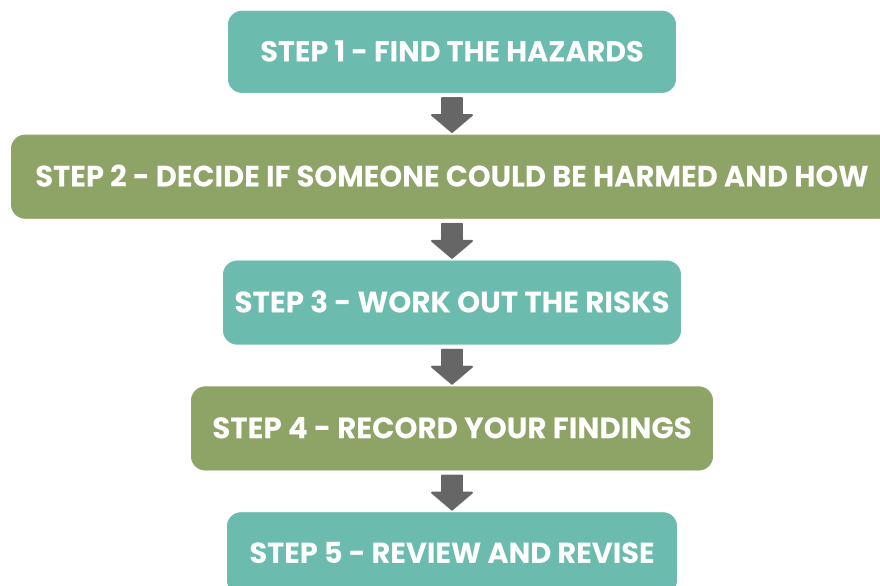 STEP 1 - FIND THE HAZARDS
STEP 2 - DECIDE IF SOMEONE COULD BE HARMED AND HOW
STEP 3 - WORK OUT THE RISKS
STEP 4 - RECORD YOUR FINDINGS
STEP 5 - REVIEW AND REVISE